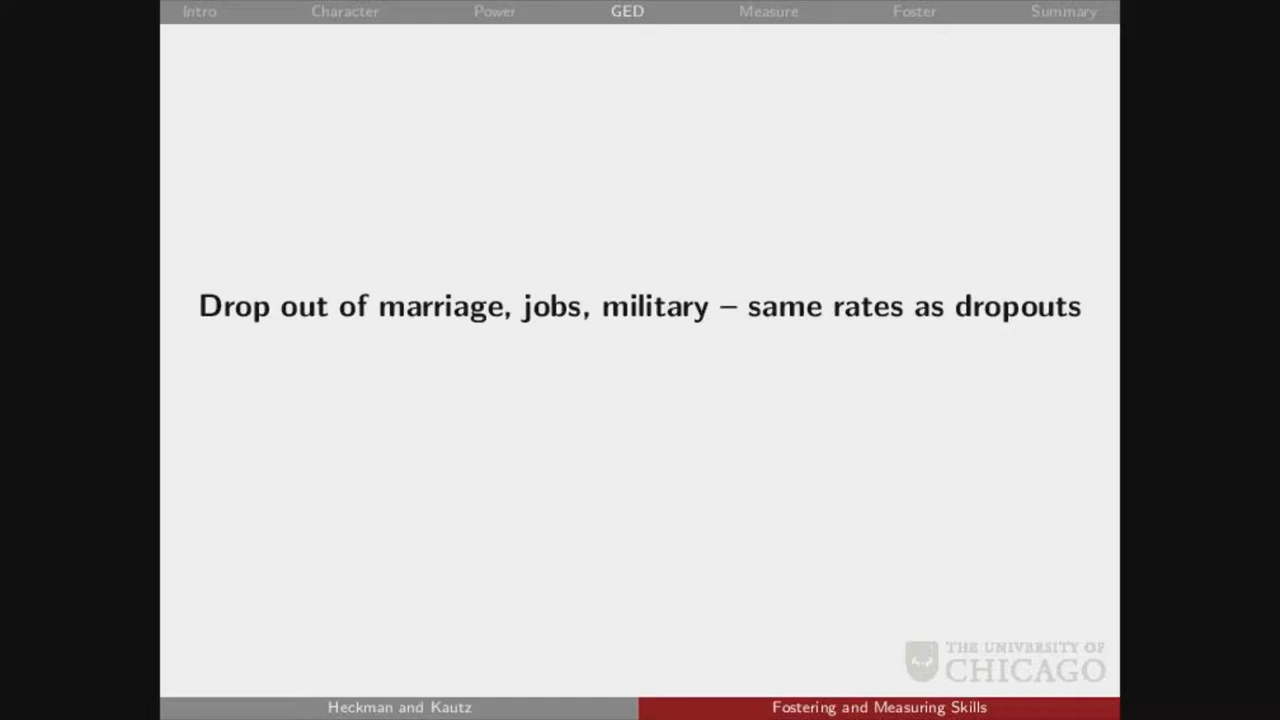 Intro Character Power GED Measure Foster Summary
Drop out of marriage, jobs, military – same rates as dropouts
THE UNIVERSITY OF
CHICAGO
Heckman and Kautz Fostering and Measuring Skills